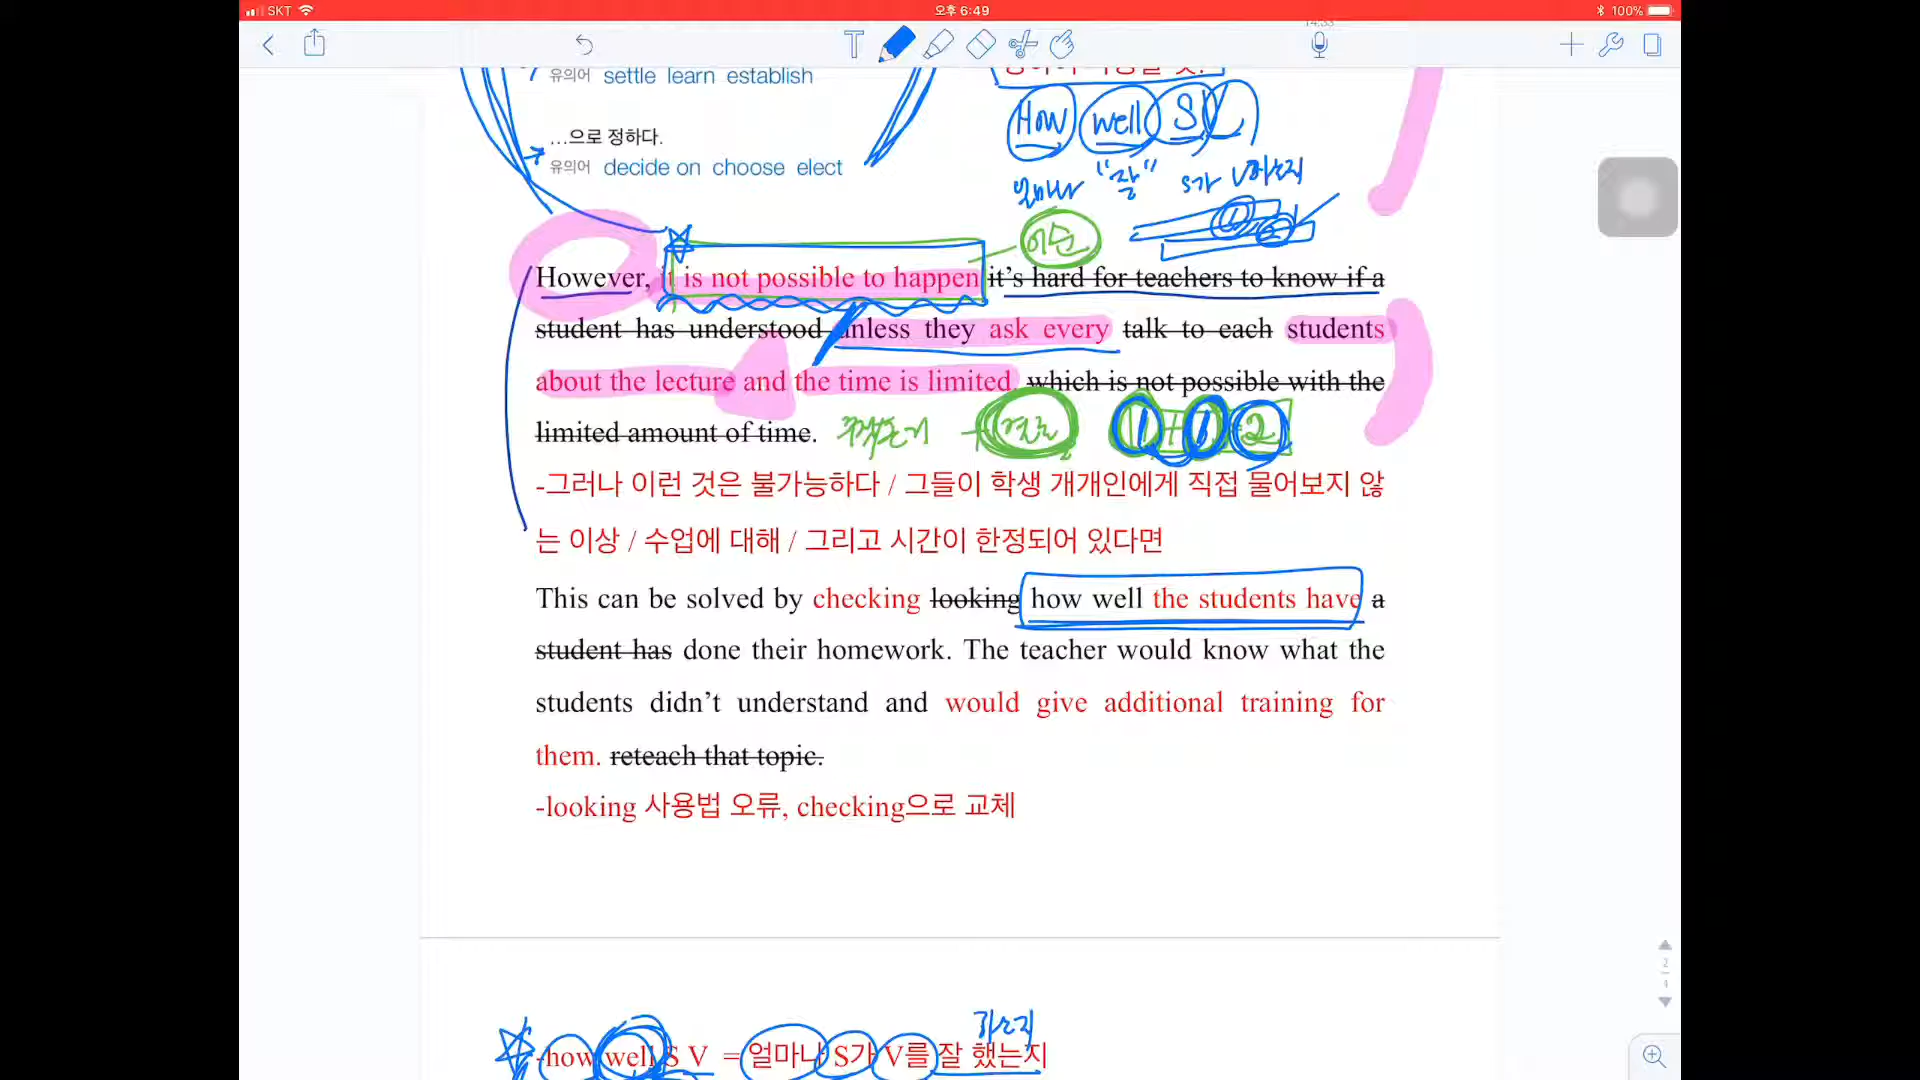 SKT 오후 6:49 100%
유의어 settle learn establish
…으로 정하다.
유의어 decide on choose elect
How well S
얼마나 "잘" S가 V하는지
However, it is not possible to happen it's hard for teachers to know if a
student has understood unless they ask every talk to each students
about the lecture and the time is limited. which is not possible with the
limited amount of time.
결론
-그러나 이런 것은 불가능하다 / 그들이 학생 개개인에게 직접 물어보지 않
는 이상 / 수업에 대해 / 그리고 시간이 한정되어 있다면
This can be solved by checking looking how well the students have a
student has done their homework. The teacher would know what the
students didn't understand and would give additional training for
them. reteach that topic.
-looking 사용법 오류, checking으로 교체
하는지
-how well S V = 얼마나 S가 V를 잘 했는지
2
4